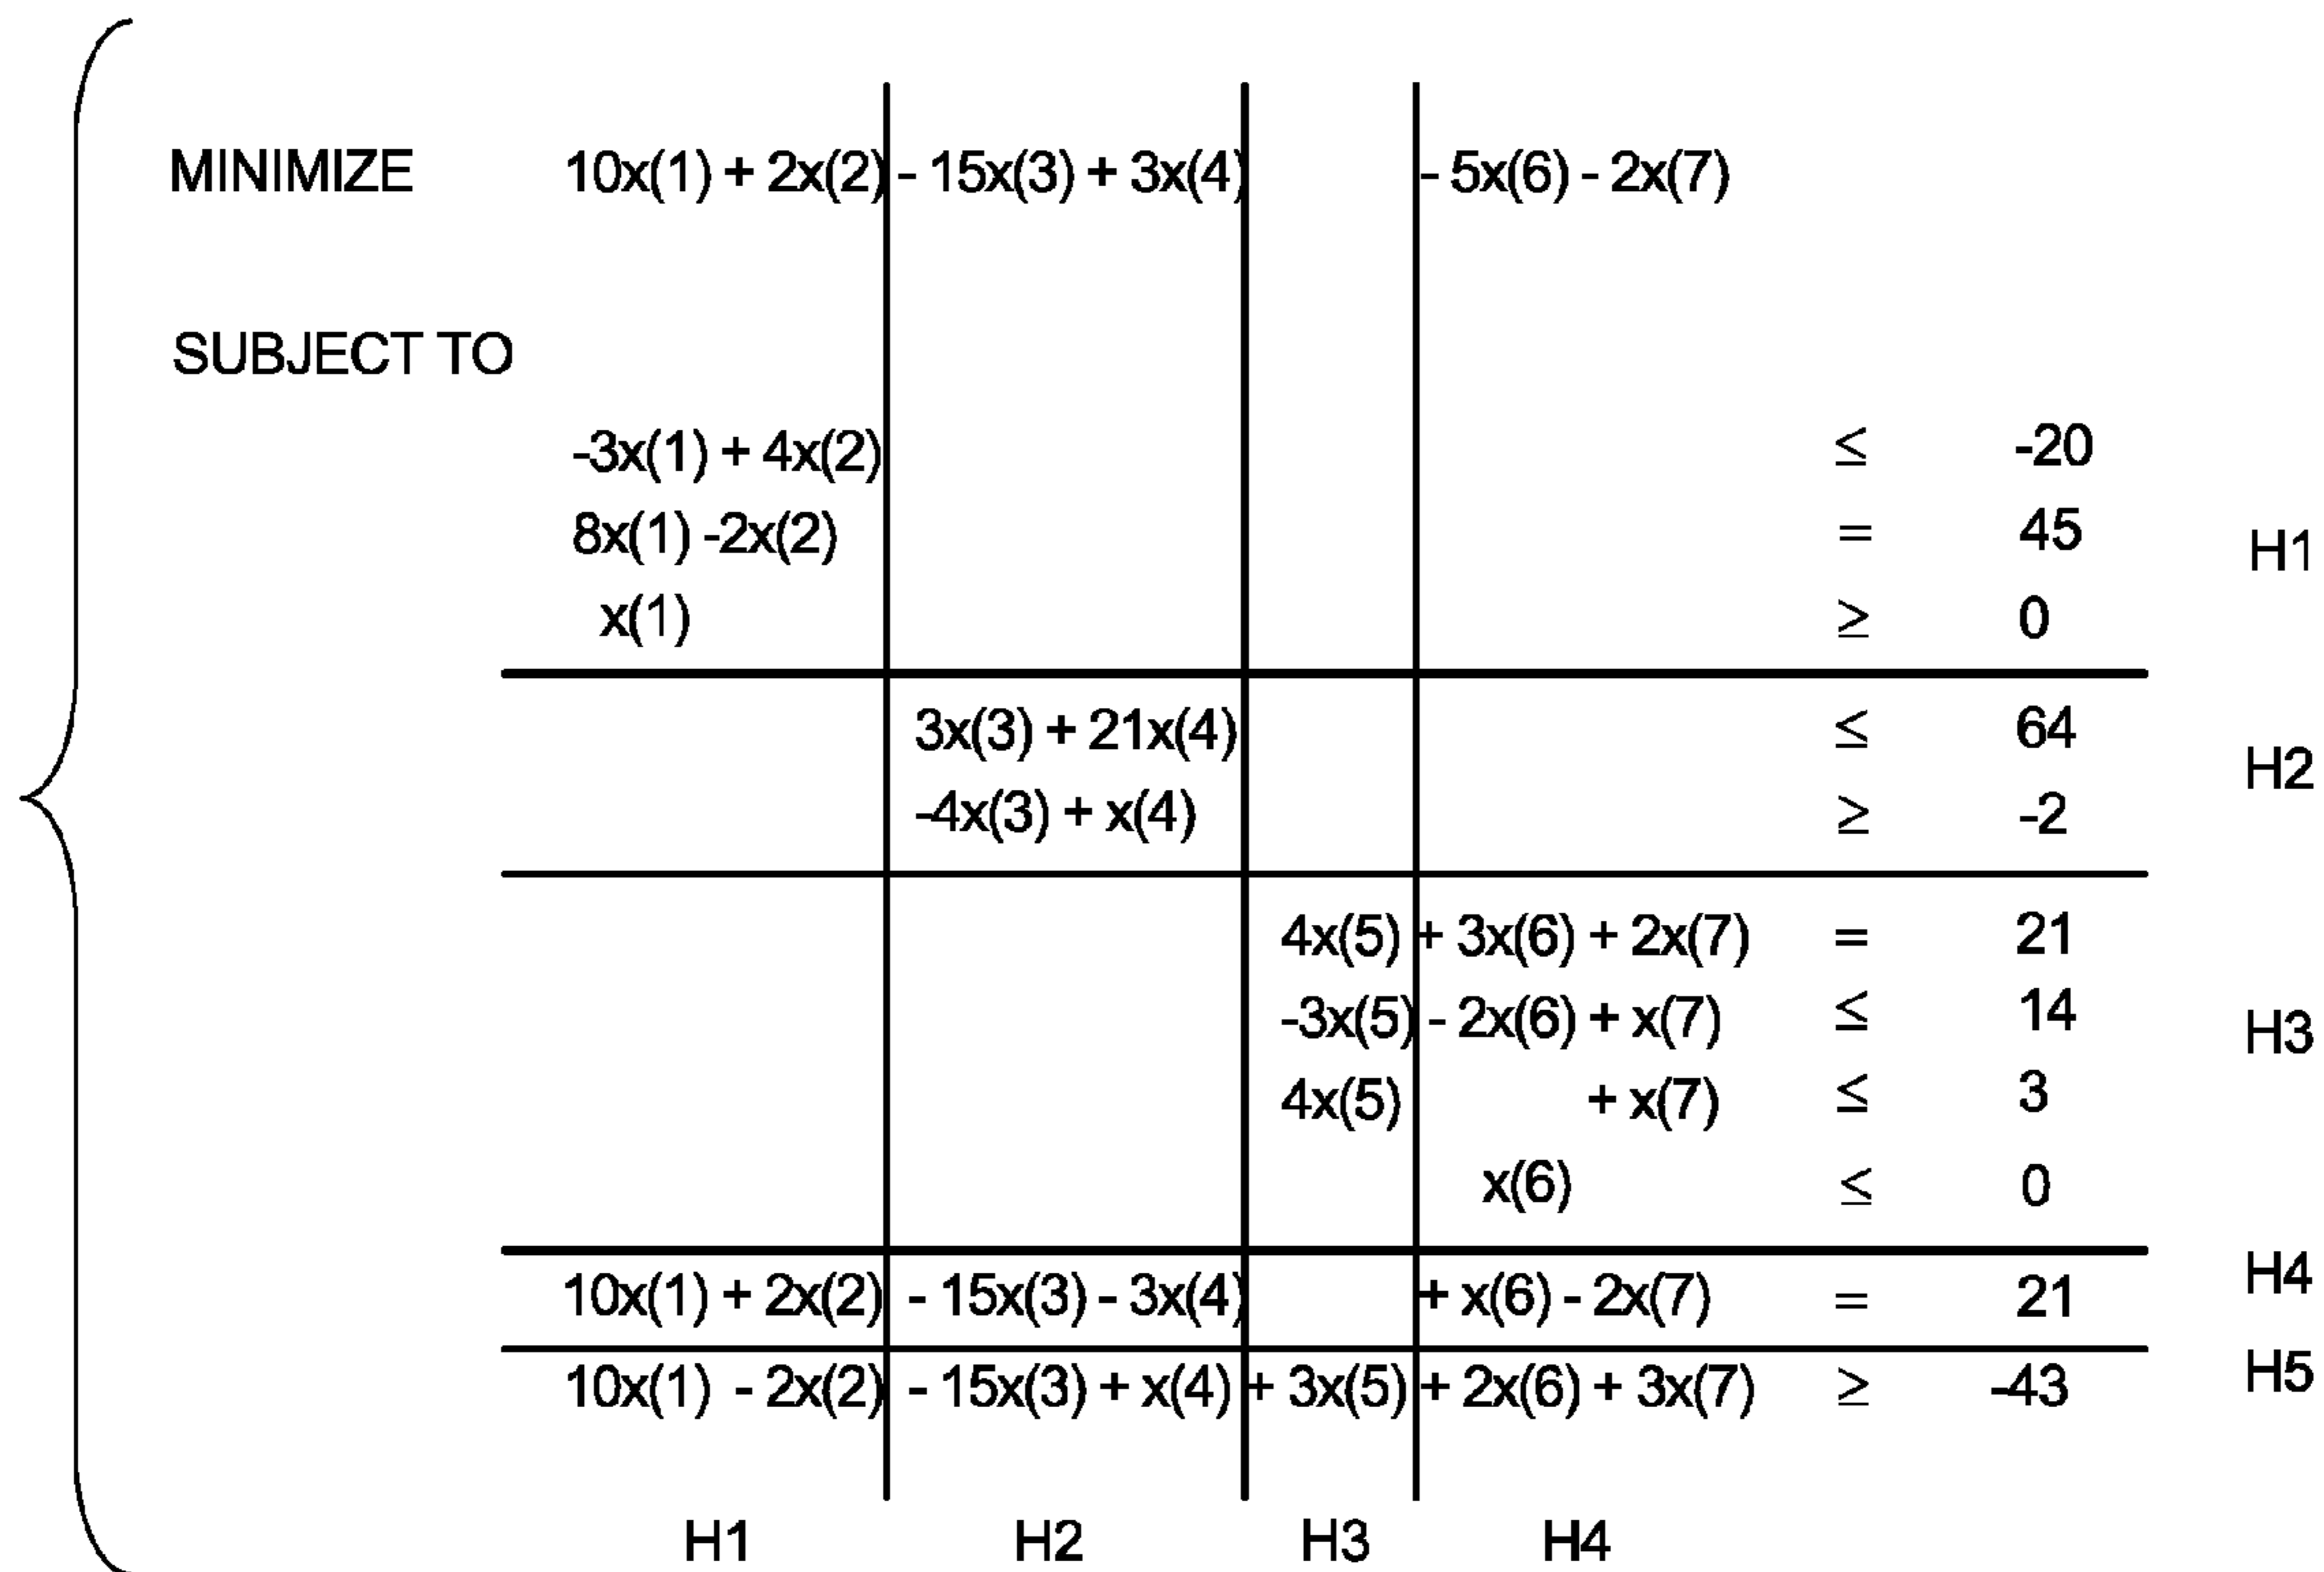 MINIMIZE 10x(1) + 2x(2) - 15x(3) + 3x(4) - 5x(6) - 2x(7)
SUBJECT TO
-3x(1) + 4x(2) ≤ -20
8x(1) -2x(2) = 45
H1
x(1) ≥ 0
3x(3) + 21x(4) ≤ 64
H2
-4x(3) + x(4) ≥ -2
4x(5) + 3x(6) + 2x(7) = 21
-3x(5) - 2x(6) + x(7) ≤ 14
H3
4x(5) + x(7) ≤ 3
x(6) ≤ 0
H4
10x(1) + 2x(2) - 15x(3) - 3x(4) + x(6) - 2x(7) = 21
10x(1) - 2x(2) - 15x(3) + x(4) + 3x(5) + 2x(6) + 3x(7) ≥ -43 H5
H1 H2 H3 H4